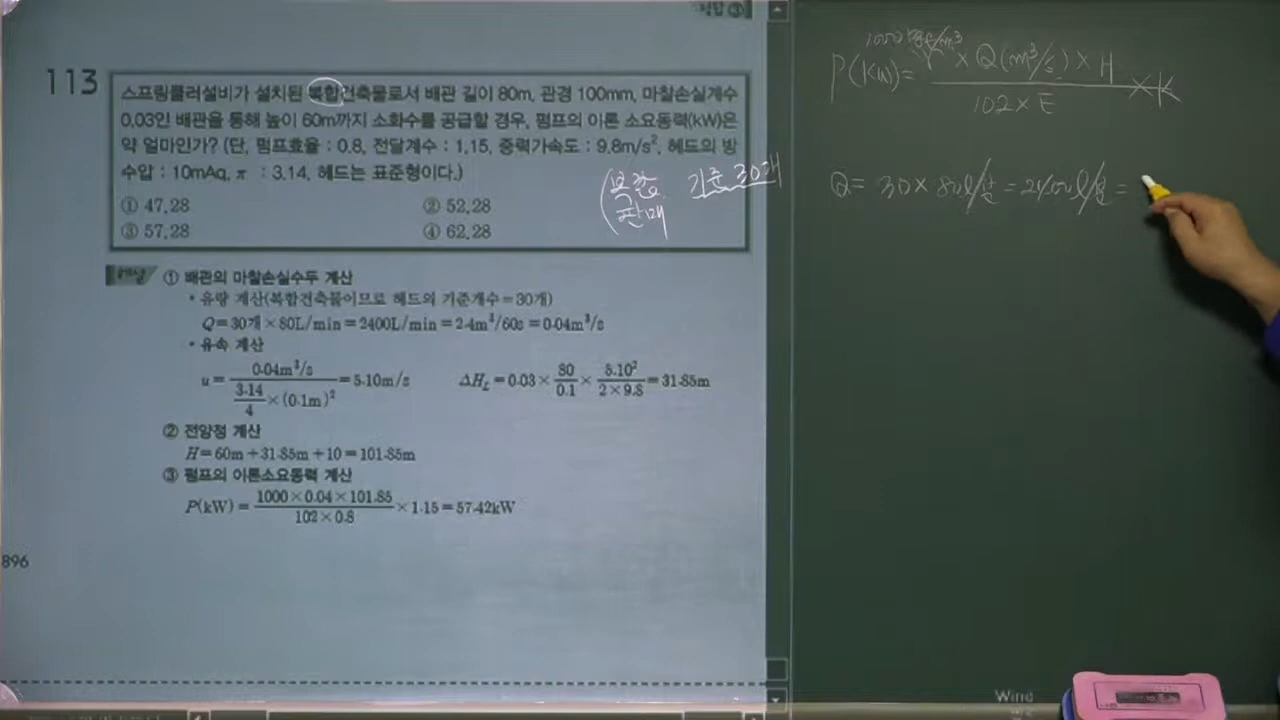 정답 ③
113
스프링클러설비가 설치된 복합건축물로서 배관 길이 80m, 관경 100mm, 마찰손실계수
0.03인 배관을 통해 높이 60m까지 소화수를 공급할 경우, 펌프의 이론 소요동력(kW)은
약 얼마인가? (단, 펌프효율 : 0.8, 전달계수 : 1.15, 중력가속도 : 9.8m/s², 헤드의 방
수압 : 10mAq, π : 3.14, 헤드는 표준형이다.)
① 47.28 ② 52.28
③ 57.28 ④ 62.28
복합 기준 30개
판매
해설 ① 배관의 마찰손실수두 계산
• 유량 계산(복합건축물이므로 헤드의 기준개수=30개)
Q=30개×80L/min=2400L/min=2.4m³/60s=0.04m³/s
• 유속 계산
u= 0.04m³/s / (3.14/4 ×(0.1m)²) =5.10m/s ΔH_L=0.03× 80/0.1 × 5.10²/(2×9.8) =31.85m
② 전양정 계산
H=60m+31.85m+10=101.85m
③ 펌프의 이론소요동력 계산
P(kW)= (1000×0.04×101.85)/(102×0.8) ×1.15=57.42kW
896
P(kW)= (r × Q(m³/s) × H)/(102×E) ×K
Q= 30×80ℓ/분=2400ℓ/분=
Wind